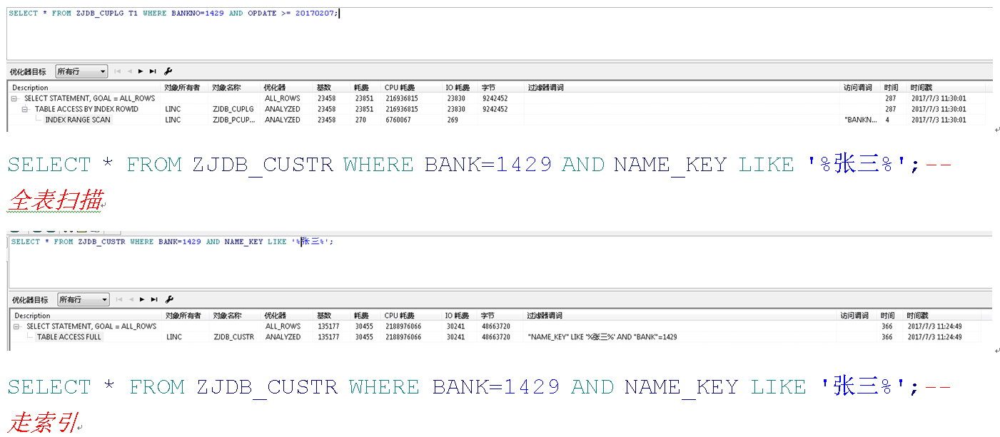 SELECT * FROM ZJDB_CUPLG T1 WHERE BANKNO=1429 AND OPDATE >= 20170207;
优化器目标 所有行
Description 对象所有者 对象名称 优化器 基数 耗费 CPU 耗费 IO 耗费 字节 过滤器谓词 访问谓词 时间 时间戳
SELECT STATEMENT, GOAL = ALL_ROWS ALL_ROWS 23458 23851 216936815 23830 9242452 287 2017/7/3 11:30:01
TABLE ACCESS BY INDEX ROWID LINC ZJDB_CUPLG ANALYZED 23458 23851 216936815 23830 9242452 287 2017/7/3 11:30:01
INDEX RANGE SCAN LINC ZJDB_PCUP... ANALYZED 23458 270 6760067 269 "BANKN... 4 2017/7/3 11:30:01
SELECT * FROM ZJDB_CUSTR WHERE BANK=1429 AND NAME_KEY LIKE '%张三%';--
全表扫描
SELECT * FROM ZJDB_CUSTR WHERE BANK=1429 AND NAME_KEY LIKE '%张三%';
优化器目标 所有行
Description 对象所有者 对象名称 优化器 基数 耗费 CPU 耗费 IO 耗费 字节 过滤器谓词 访问谓词 时间 时间戳
SELECT STATEMENT, GOAL = ALL_ROWS ALL_ROWS 135177 30455 2188976066 30241 48663720 366 2017/7/3 11:24:49
TABLE ACCESS FULL LINC ZJDB_CUSTR ANALYZED 135177 30455 2188976066 30241 48663720 "NAME_KEY" LIKE '%张三%' AND "BANK"=1429 366 2017/7/3 11:24:49
SELECT * FROM ZJDB_CUSTR WHERE BANK=1429 AND NAME_KEY LIKE '张三%';--
走索引